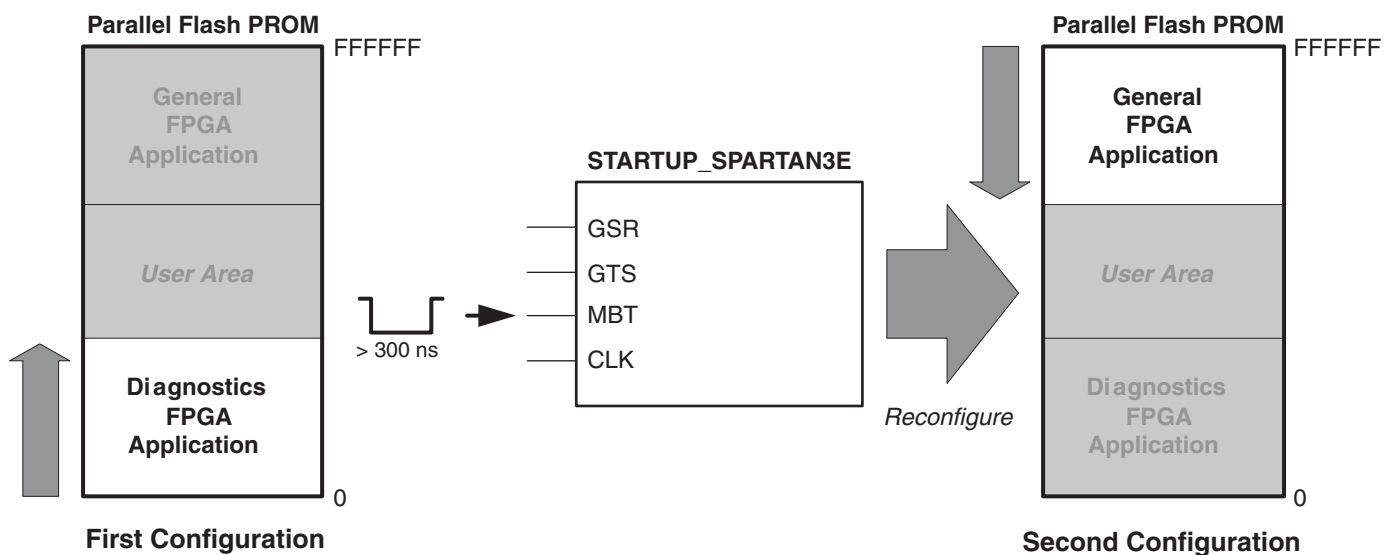 Parallel Flash PROM
FFFFFF
General
FPGA
Application
User Area
Diagnostics
FPGA
Application
0
First Configuration
> 300 ns
STARTUP_SPARTAN3E
GSR
GTS
MBT
CLK
Reconfigure
Parallel Flash PROM
FFFFFF
General
FPGA
Application
User Area
Diagnostics
FPGA
Application
0
Second Configuration